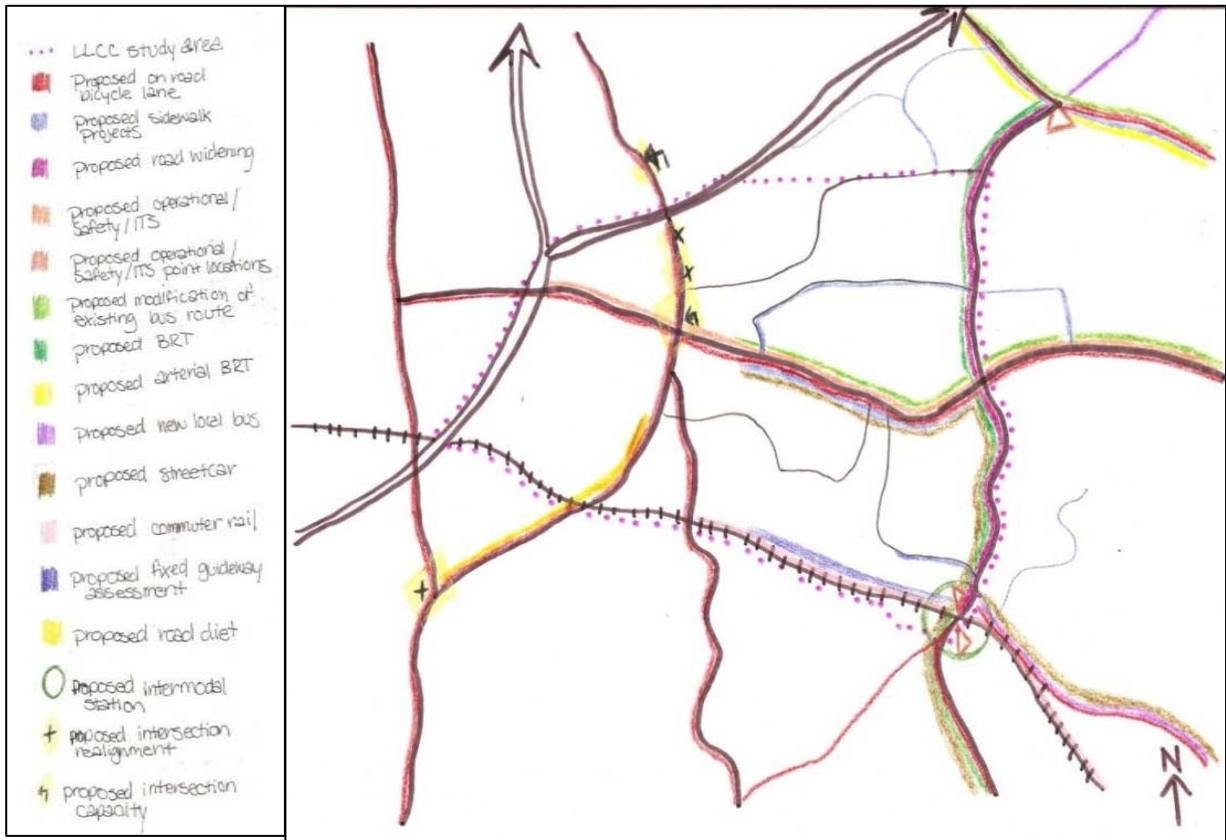 LLCC study area
Proposed on road
bicycle lane
proposed sidewalk
projects
proposed road widening
proposed operational/
safety/ITS
proposed operational/
safety/ITS point locations
proposed modification of
existing bus route
proposed BRT
proposed arterial BRT
proposed new local bus
proposed streetcar
proposed commuter rail
proposed fixed guideway
assessment
proposed road diet
proposed intermodal
station
proposed intersection
realignment
proposed intersection
capacity
N